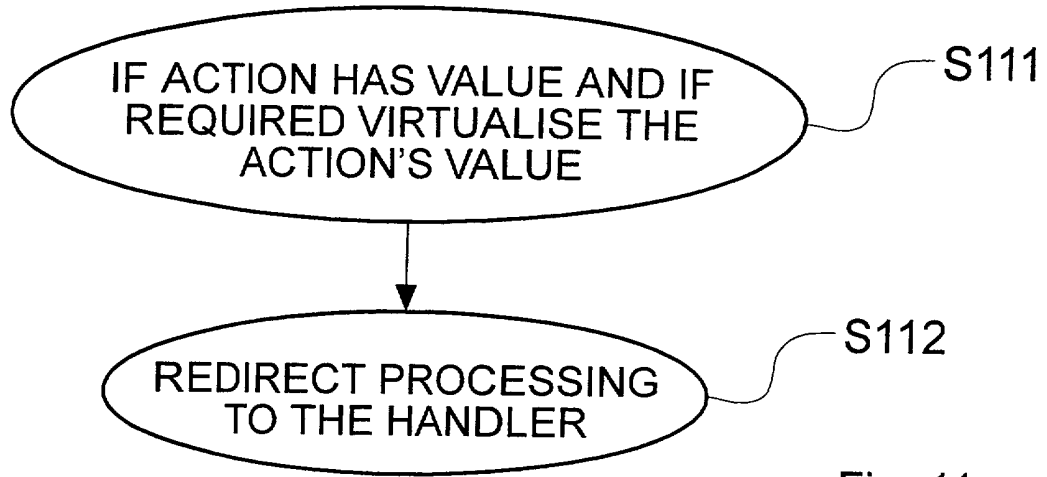 IF ACTION HAS VALUE AND IF
REQUIRED VIRTUALISE THE
ACTION'S VALUE
S111
S112
REDIRECT PROCESSING
TO THE HANDLER